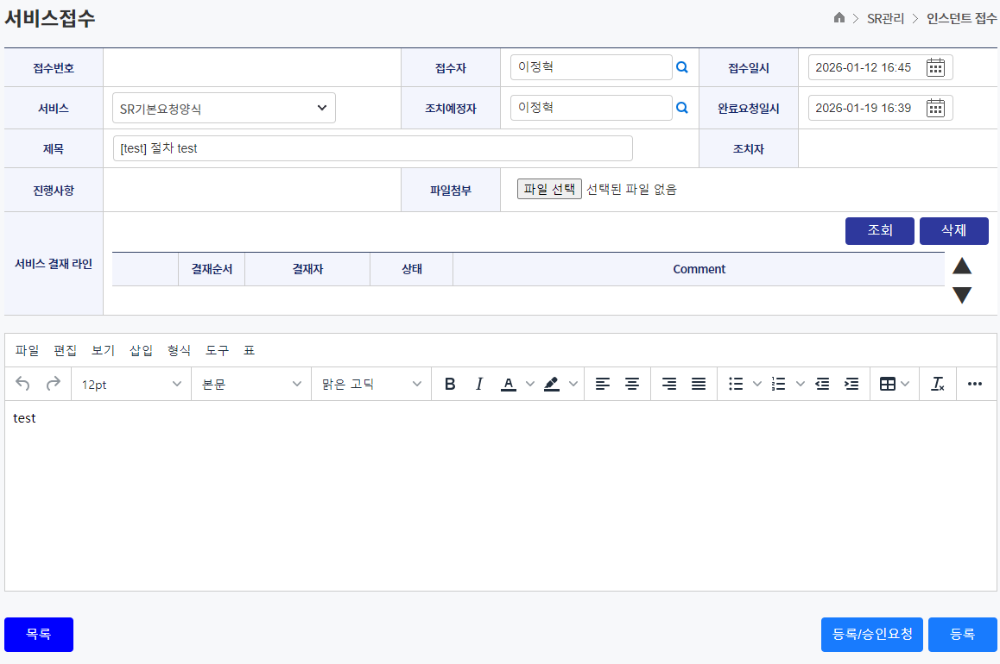 서비스접수
SR관리 > 인스던트 접수
접수번호 접수자 이정혁 접수일시 2026-01-12 16:45
서비스 SR기본요청양식 조치예정자 이정혁 완료요청일시 2026-01-19 16:39
제목 [test] 절차 test 조치자
진행사항 파일첨부 파일 선택 선택된 파일 없음
조회 삭제
서비스 결재 라인
결재순서 결재자 상태 Comment
파일 편집 보기 삽입 형식 도구 표
12pt 본문 맑은 고딕 B I A
test
목록 등록/승인요청 등록